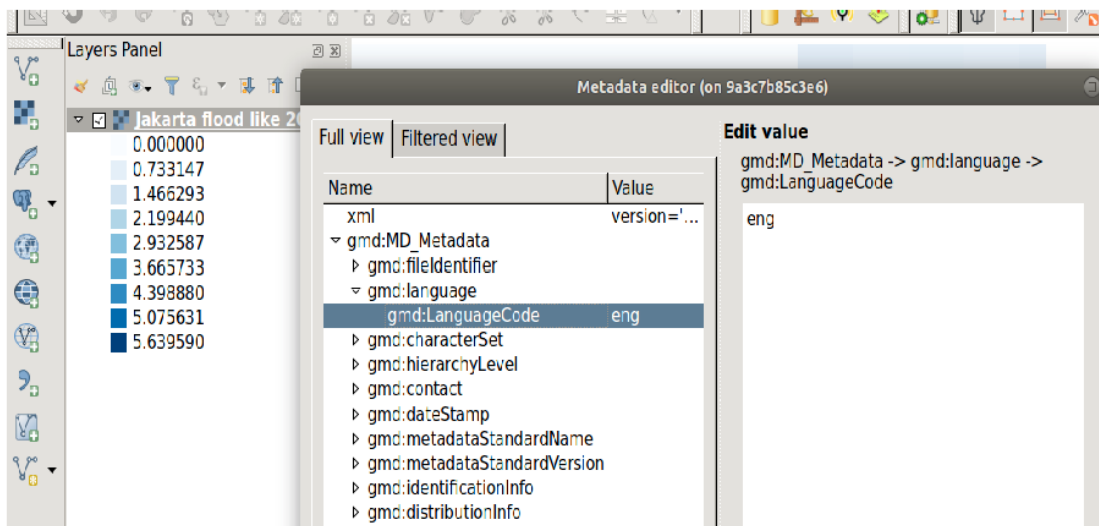 Layers Panel
Jakarta flood like 2
0.000000
0.733147
1.466293
2.199440
2.932587
3.665733
4.398880
5.075631
5.639590
Metadata editor (on 9a3c7b85c3e6)
Full view
Filtered view
Name Value
xml version='...
gmd:MD_Metadata
gmd:fileIdentifier
gmd:language
gmd:LanguageCode eng
gmd:characterSet
gmd:hierarchyLevel
gmd:contact
gmd:dateStamp
gmd:metadataStandardName
gmd:metadataStandardVersion
gmd:identificationInfo
gmd:distributionInfo
Edit value
gmd:MD_Metadata -> gmd:language ->
gmd:LanguageCode
eng